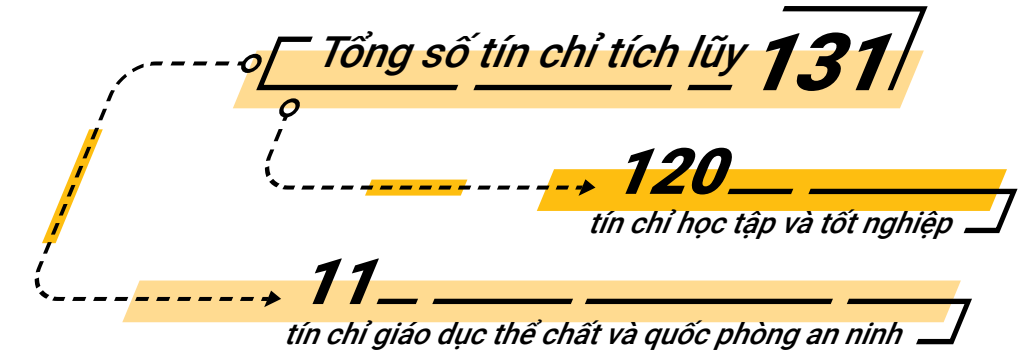 Tổng số tín chỉ tích lũy 131
120
tín chỉ học tập và tốt nghiệp
11
tín chỉ giáo dục thể chất và quốc phòng an ninh